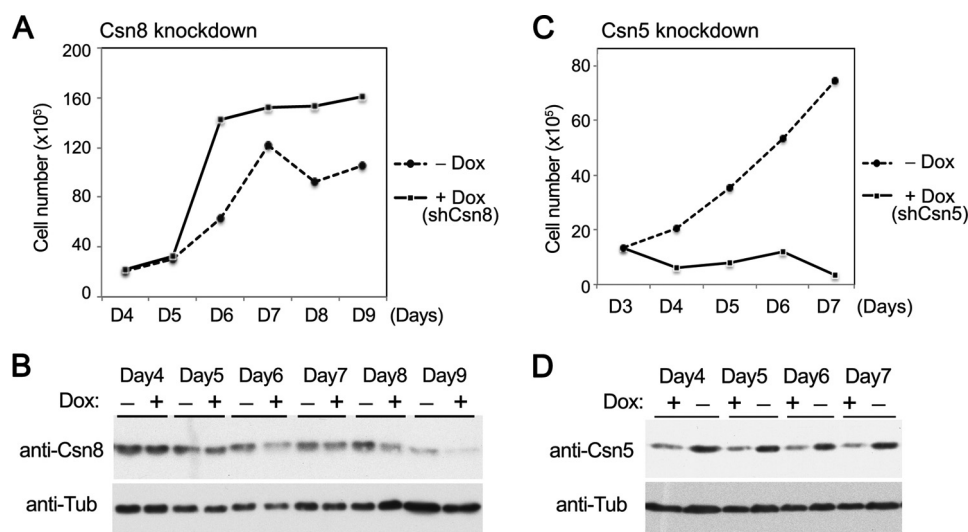 A
Csn8 knockdown
Cell number (x10⁵)
200
160
120
80
40
0
D4 D5 D6 D7 D8 D9 (Days)
– Dox
+ Dox
(shCsn8)
C
Csn5 knockdown
Cell number (x10⁵)
80
60
40
20
0
D3 D4 D5 D6 D7 (Days)
– Dox
+ Dox
(shCsn5)
B
Day4 Day5 Day6 Day7 Day8 Day9
Dox: – + – + – + – + – + – +
anti-Csn8
anti-Tub
D
Day4 Day5 Day6 Day7
Dox: + – + – + – + –
anti-Csn5
anti-Tub